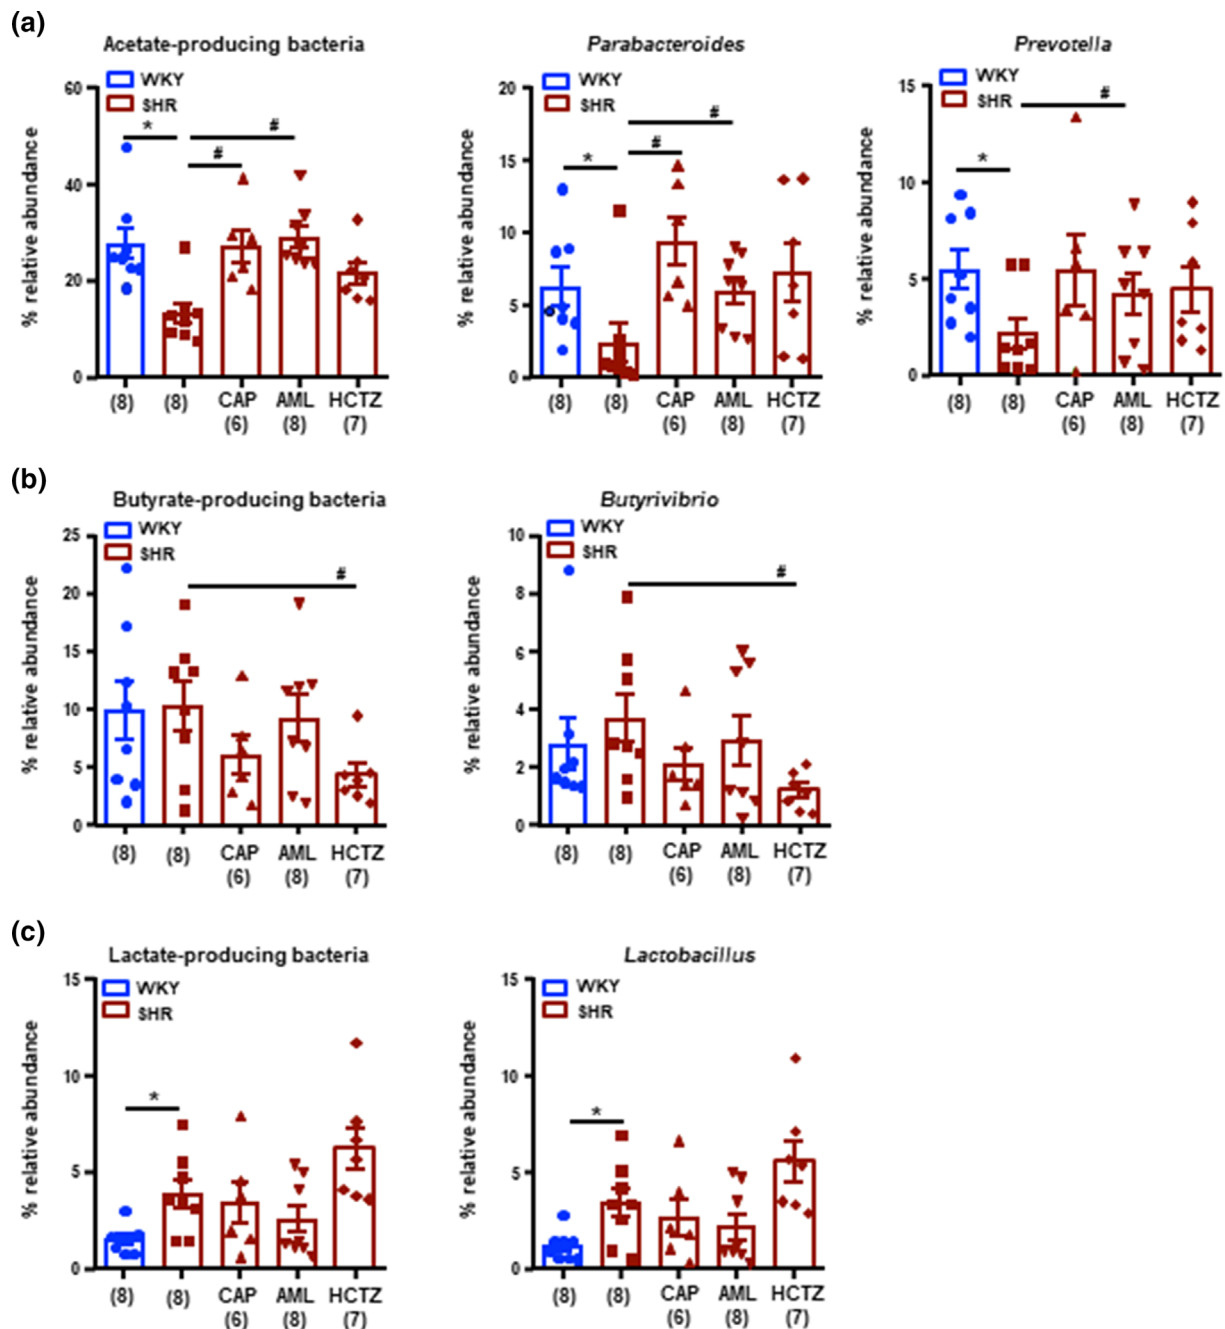 (a)
Acetate-producing bacteria
% relative abundance
60
40
20
0
WKY
SHR
*
#
#
(8)
(8)
CAP
(6)
AML
(8)
HCTZ
(7)
Parabacteroides
% relative abundance
20
15
10
5
0
WKY
SHR
*
#
#
(8)
(8)
CAP
(6)
AML
(8)
HCTZ
(7)
Prevotella
% relative abundance
15
10
5
0
WKY
SHR
*
#
(8)
(8)
CAP
(6)
AML
(8)
HCTZ
(7)
(b)
Butyrate-producing bacteria
% relative abundance
25
20
15
10
5
0
WKY
SHR
#
(8)
(8)
CAP
(6)
AML
(8)
HCTZ
(7)
Butyrivibrio
% relative abundance
10
8
6
4
2
0
WKY
SHR
#
(8)
(8)
CAP
(6)
AML
(8)
HCTZ
(7)
(c)
Lactate-producing bacteria
% relative abundance
15
10
5
0
WKY
SHR
*
(8)
(8)
CAP
(6)
AML
(8)
HCTZ
(7)
Lactobacillus
% relative abundance
15
10
5
0
WKY
SHR
*
(8)
(8)
CAP
(6)
AML
(8)
HCTZ
(7)